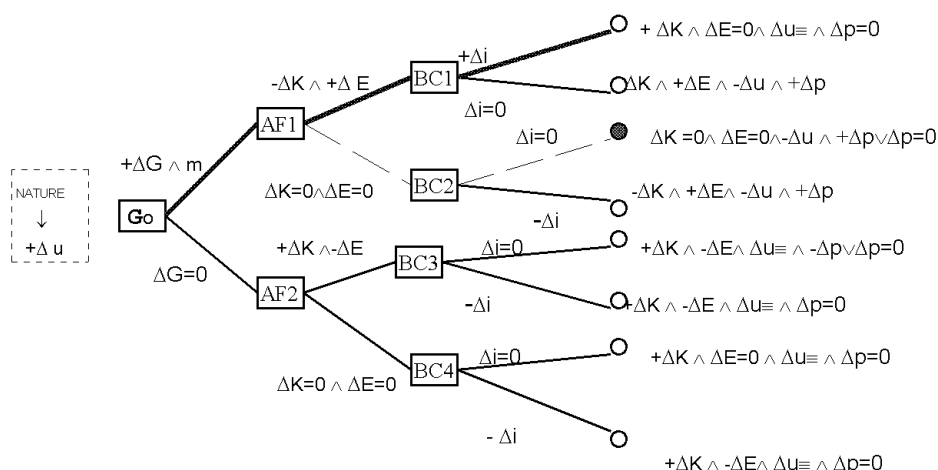 + ΔK ∧ ΔE=0∧ Δu≡ ∧ Δp=0
+Δi
-ΔK ∧ +Δ E
BC1
ΔK ∧ +ΔE ∧ -Δu ∧ +Δp
Δi=0
AF1
Δi=0
ΔK =0∧ ΔE=0∧-Δu ∧ +Δp∨Δp=0
+ΔG ∧ m
NATURE
↓
+Δ u
Go
ΔK=0∧ΔE=0
BC2
-ΔK ∧ +ΔE∧ -Δu ∧ +Δp
-Δi
ΔG=0
+ΔK ∧-ΔE
Δi=0
+ΔK ∧ -ΔE∧ Δu≡ ∧ -Δp∨Δp=0
BC3
AF2
-Δi
+ΔK ∧ -ΔE ∧ Δu≡ ∧ Δp=0
Δi=0
+ΔK ∧ ΔE=0 ∧ Δu≡ ∧ Δp=0
BC4
ΔK=0 ∧ ΔE=0
- Δi
+ΔK ∧ -ΔE∧ Δu≡ ∧ Δp=0